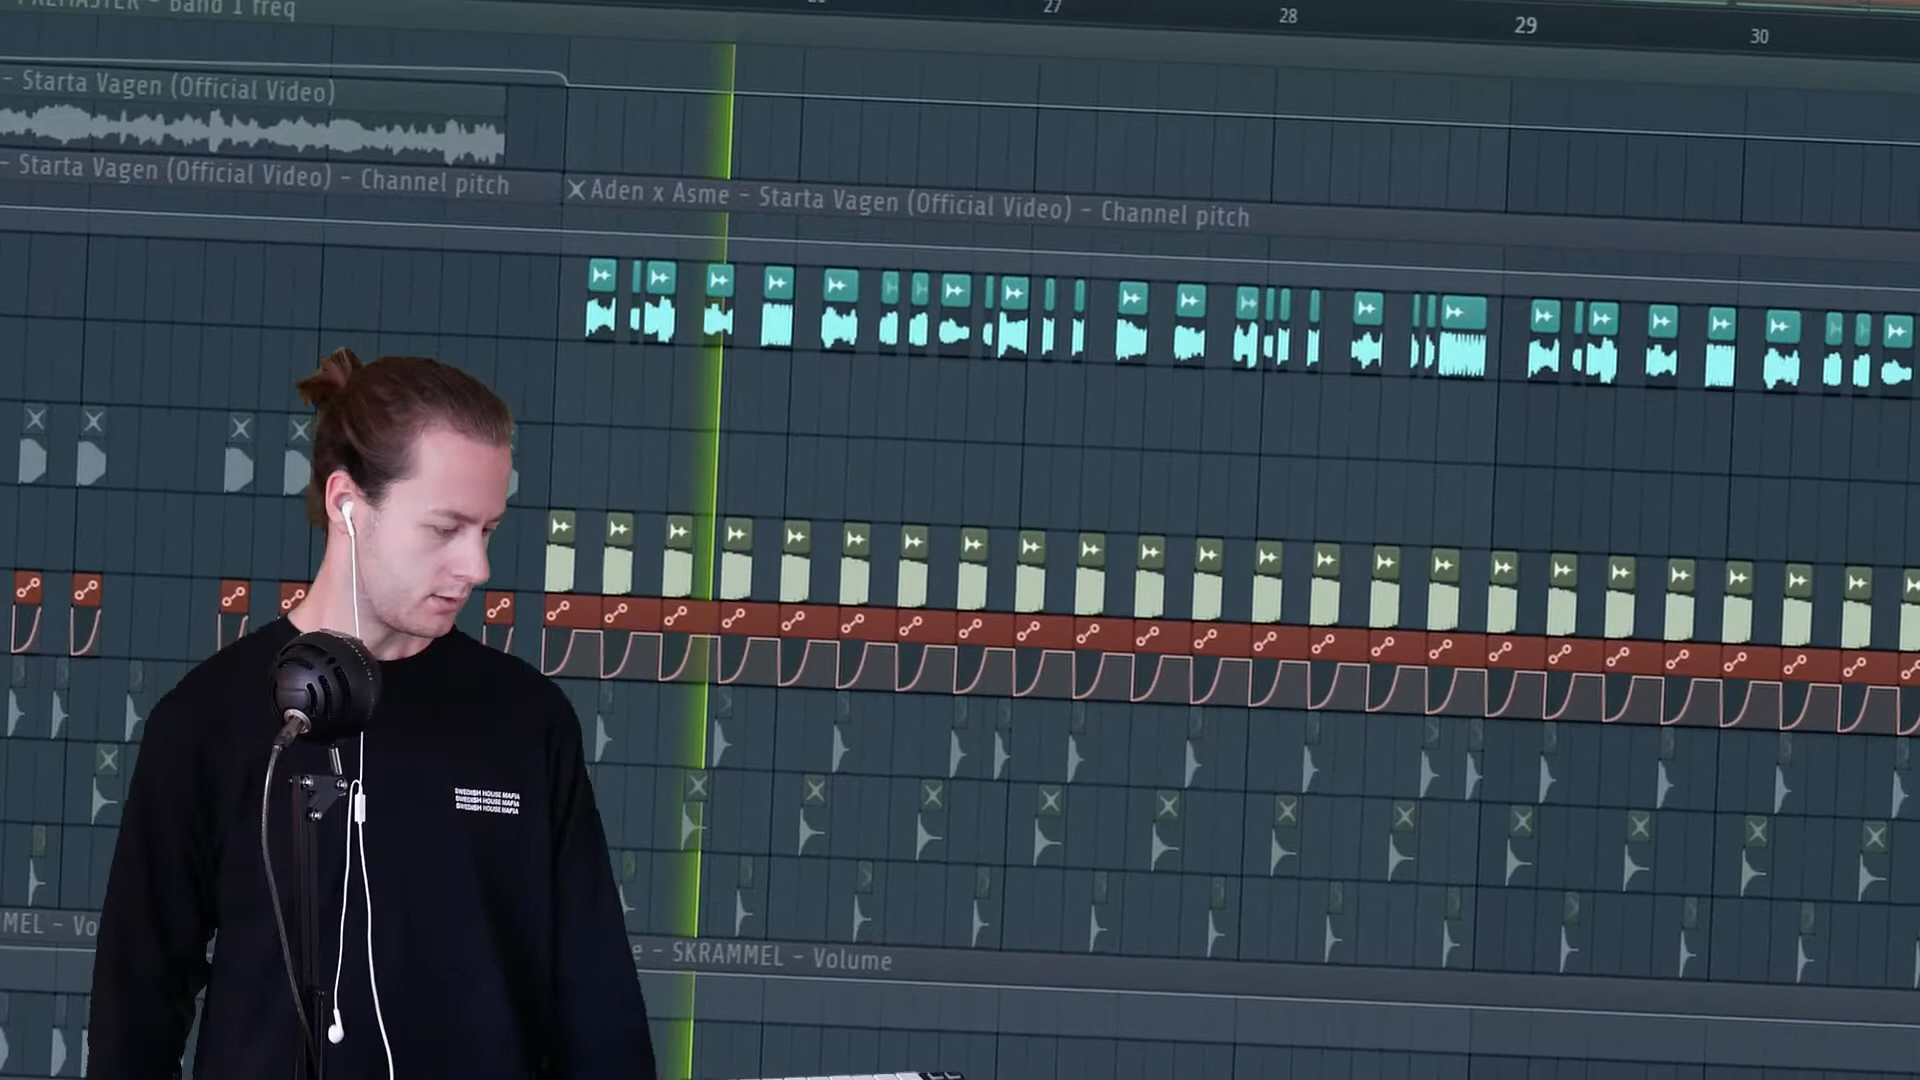 PREMASTER - Band 1 freq
27
28
29
30
- Starta Vagen (Official Video)
- Starta Vagen (Official Video) - Channel pitch
Aden x Asme - Starta Vagen (Official Video) - Channel pitch
SWEDISH HOUSE MAFIA
SWEDISH HOUSE MAFIA
SWEDISH HOUSE MAFIA
MEL - Vo
e - SKRAMMEL - Volume